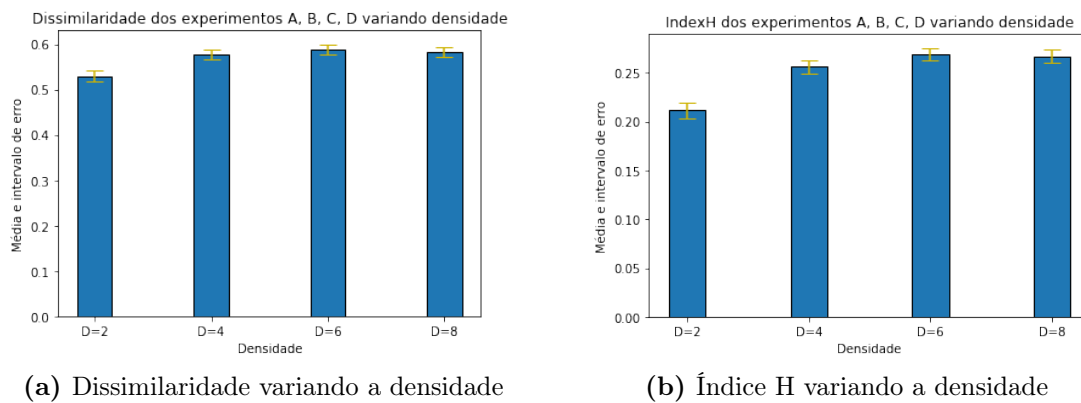 Dissimilaridade dos experimentos A, B, C, D variando densidade
Média e intervalo de erro
0.6
0.5
0.4
0.3
0.2
0.1
0.0
D=2 D=4 D=6 D=8
Densidade
(a) Dissimilaridade variando a densidade
IndexH dos experimentos A, B, C, D variando densidade
Média e intervalo de erro
0.25
0.20
0.15
0.10
0.05
0.00
D=2 D=4 D=6 D=8
Densidade
(b) Índice H variando a densidade